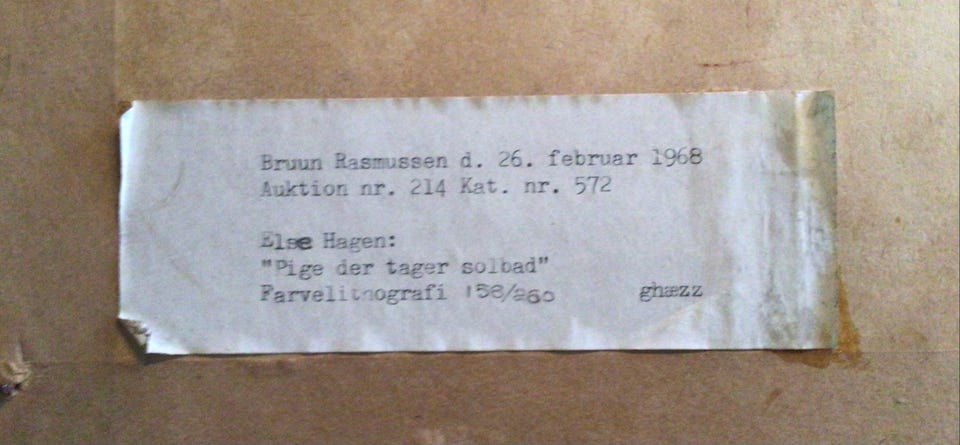 Bruun Rasmussen d. 26. februar 1968
Auktion nr. 214 Kat. nr. 572
Else Hagen:
"Pige der tager solbad"
Farvelithografi 158/260 ghæzz